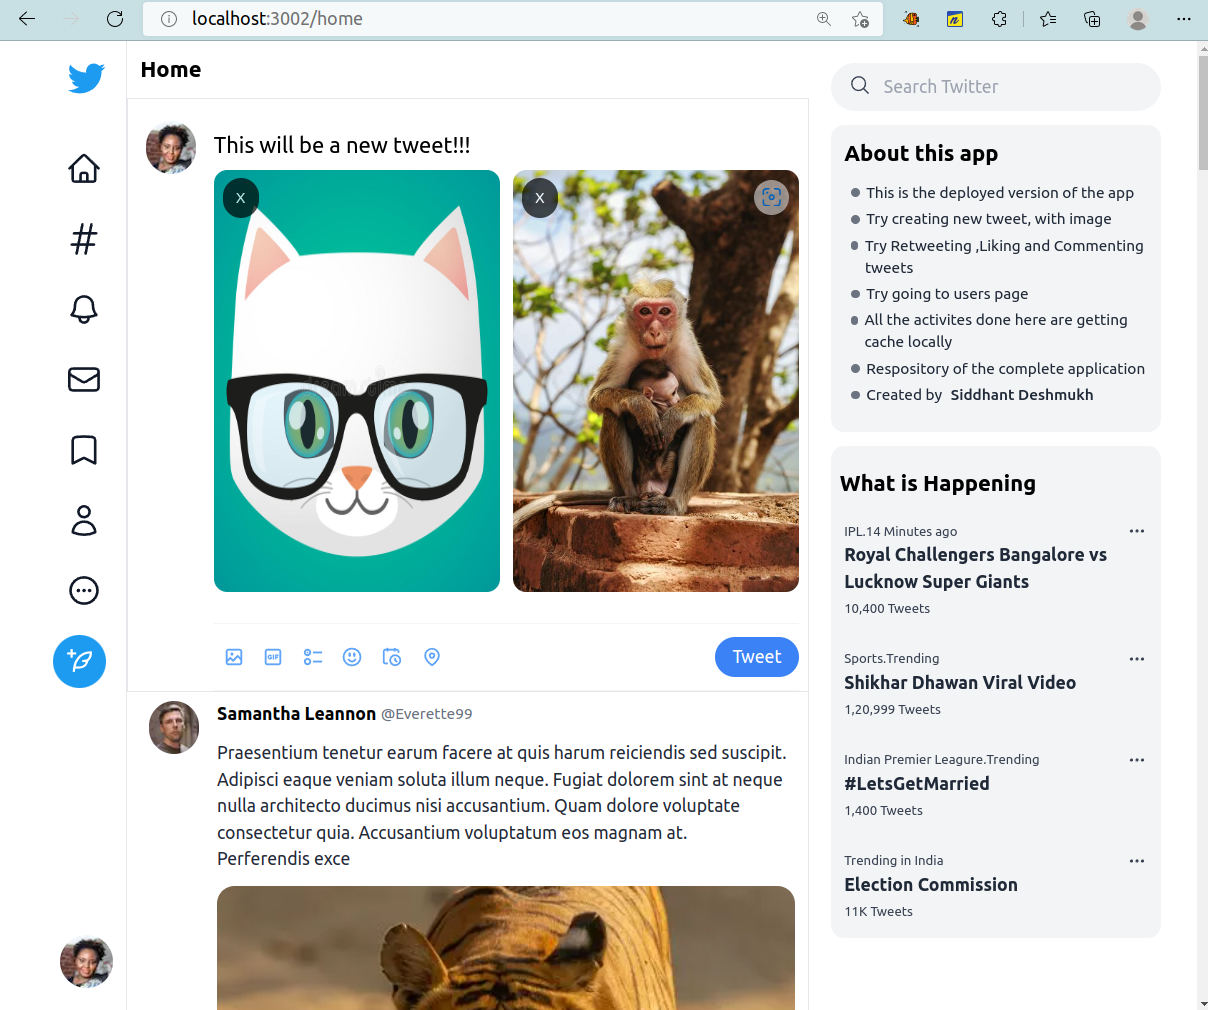 localhost:3002/home
Home
Search Twitter
This will be a new tweet!!!
X
X
GIF
Tweet
Samantha Leannon @Everette99
Praesentium tenetur earum facere at quis harum reiciendis sed suscipit.
Adipisci eaque veniam soluta illum neque. Fugiat dolorem sint at neque
nulla architecto ducimus nisi accusantium. Quam dolore voluptate
consectetur quia. Accusantium voluptatum eos magnam at.
Perferendis exce
About this app
This is the deployed version of the app
Try creating new tweet, with image
Try Retweeting ,Liking and Commenting
tweets
Try going to users page
All the activites done here are getting
cache locally
Respository of the complete application
Created by Siddhant Deshmukh
What is Happening
IPL.14 Minutes ago
Royal Challengers Bangalore vs
Lucknow Super Giants
10,400 Tweets
Sports.Trending
Shikhar Dhawan Viral Video
1,20,999 Tweets
Indian Premier Leagure.Trending
#LetsGetMarried
1,400 Tweets
Trending in India
Election Commission
11K Tweets